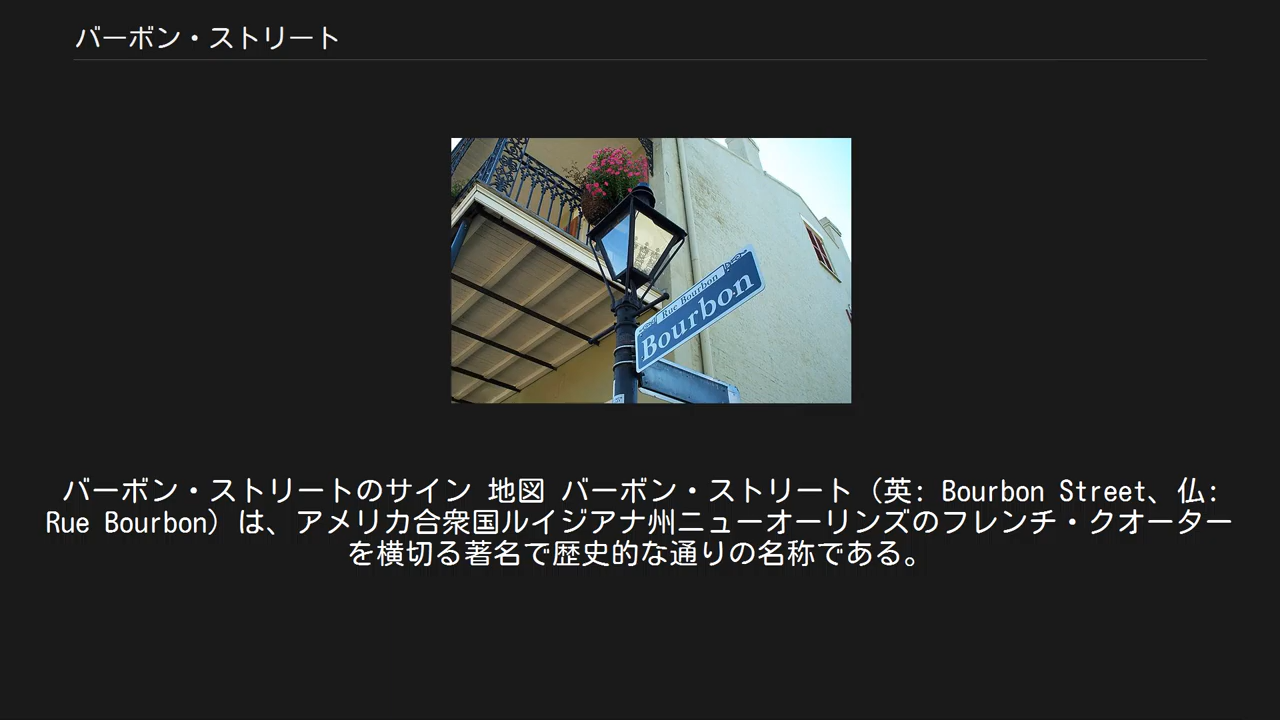 バーボン・ストリート
Rue Bourbon
Bourbon
バーボン・ストリートのサイン 地図 バーボン・ストリート（英: Bourbon Street、仏:
Rue Bourbon）は、アメリカ合衆国ルイジアナ州ニューオーリンズのフレンチ・クオーター
を横切る著名で歴史的な通りの名称である。